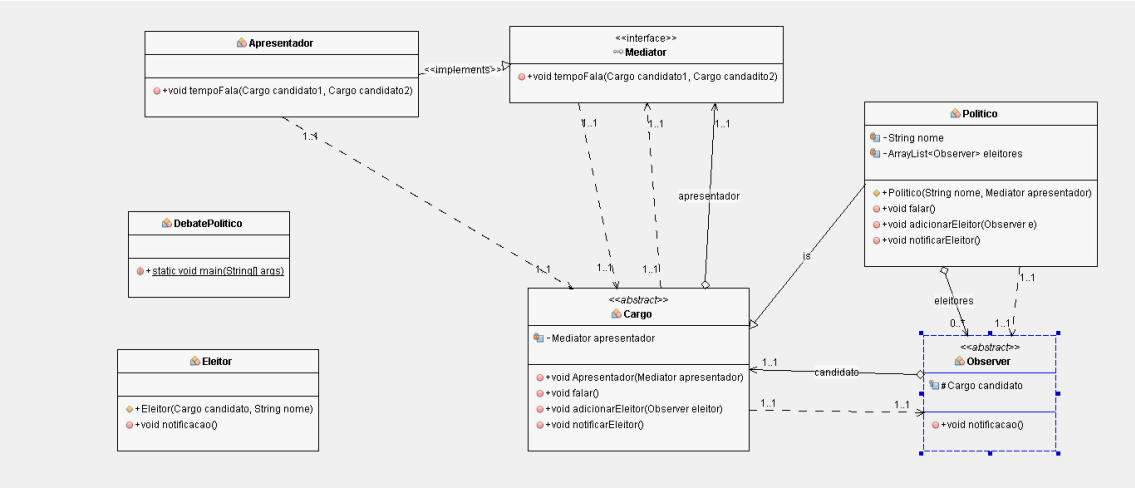 Apresentador
+void tempoFala(Cargo candidato1, Cargo candidato2)
<<implements>>
<<interface>>
Mediator
+void tempoFala(Cargo candidato1, Cargo candadito2)
Politico
-String nome
-ArrayList<Observer> eleitores
+Politico(String nome, Mediator apresentador)
+void falar()
+void adicionarEleitor(Observer e)
+void notificarEleitor()
1..1
1..1
1..1
1..1
apresentador
DebatePolitico
+static void main(String[] args)
is
1..1
1..1
1..1
1..1
eleitores
0..*
1..1
<<abstract>>
Cargo
-Mediator apresentador
+void Apresentador(Mediator apresentador)
+void falar()
+void adicionarEleitor(Observer eleitor)
+void notificarEleitor()
1..1
candidato
1..1
1..1
<<abstract>>
Observer
#Cargo candidato
+void notificacao()
Eleitor
+Eleitor(Cargo candidato, String nome)
+void notificacao()